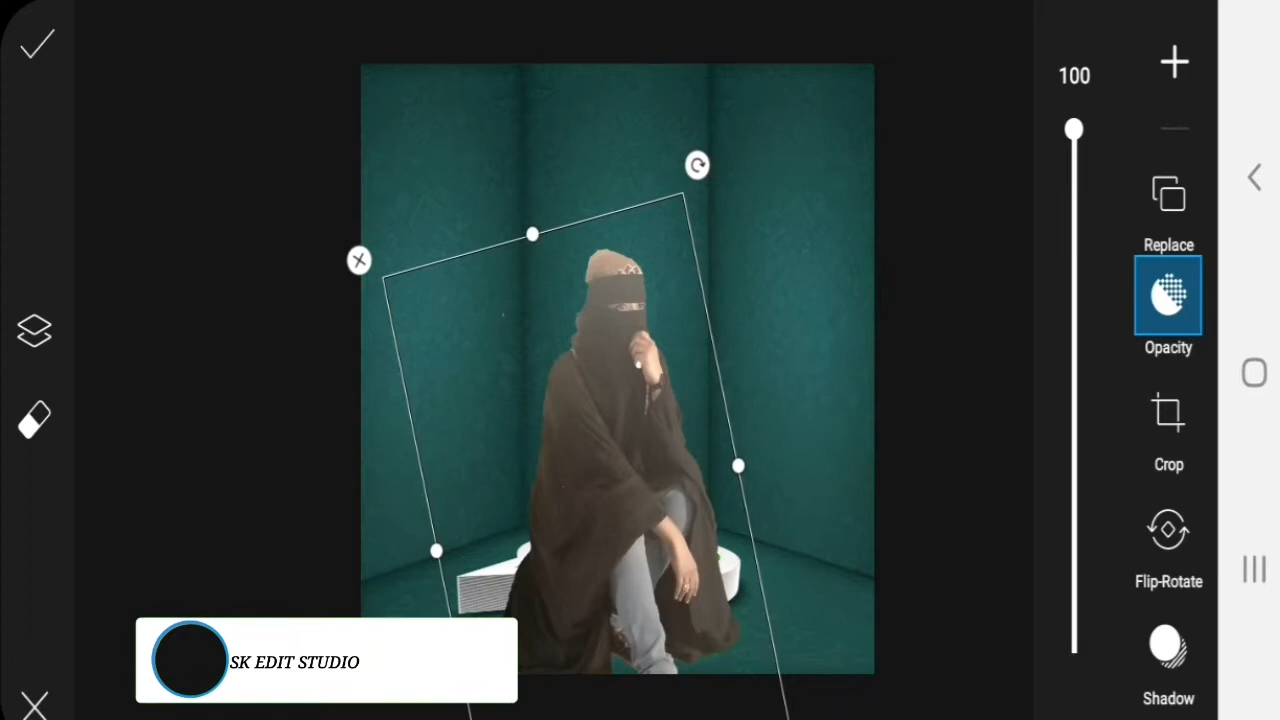 100
Replace
Opacity
Crop
Flip-Rotate
Shadow
SK EDIT STUDIO